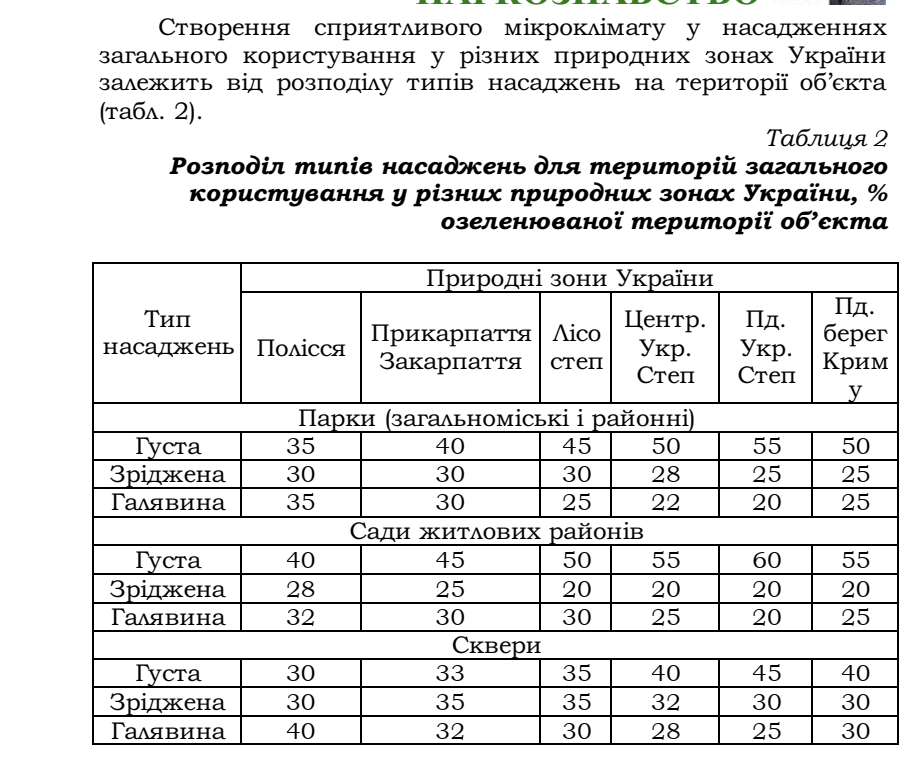 Створення сприятливого мікроклімату у насадженнях
загального користування у різних природних зонах України
залежить від розподілу типів насаджень на території об’єкта
(табл. 2).
Таблиця 2
Розподіл типів насаджень для територій загального
користування у різних природних зонах України, %
озеленюваної території об’єкта
Тип
насаджень
Природні зони України
Полісся
Прикарпаття
Закарпаття
Лісо
степ
Центр.
Укр.
Степ
Пд.
Укр.
Степ
Пд.
берег
Крим
у
Парки (загальноміські і районні)
Густа 35 40 45 50 55 50
Зріджена 30 30 30 28 25 25
Галявина 35 30 25 22 20 25
Сади житлових районів
Густа 40 45 50 55 60 55
Зріджена 28 25 20 20 20 20
Галявина 32 30 30 25 20 25
Сквери
Густа 30 33 35 40 45 40
Зріджена 30 35 35 32 30 30
Галявина 40 32 30 28 25 30